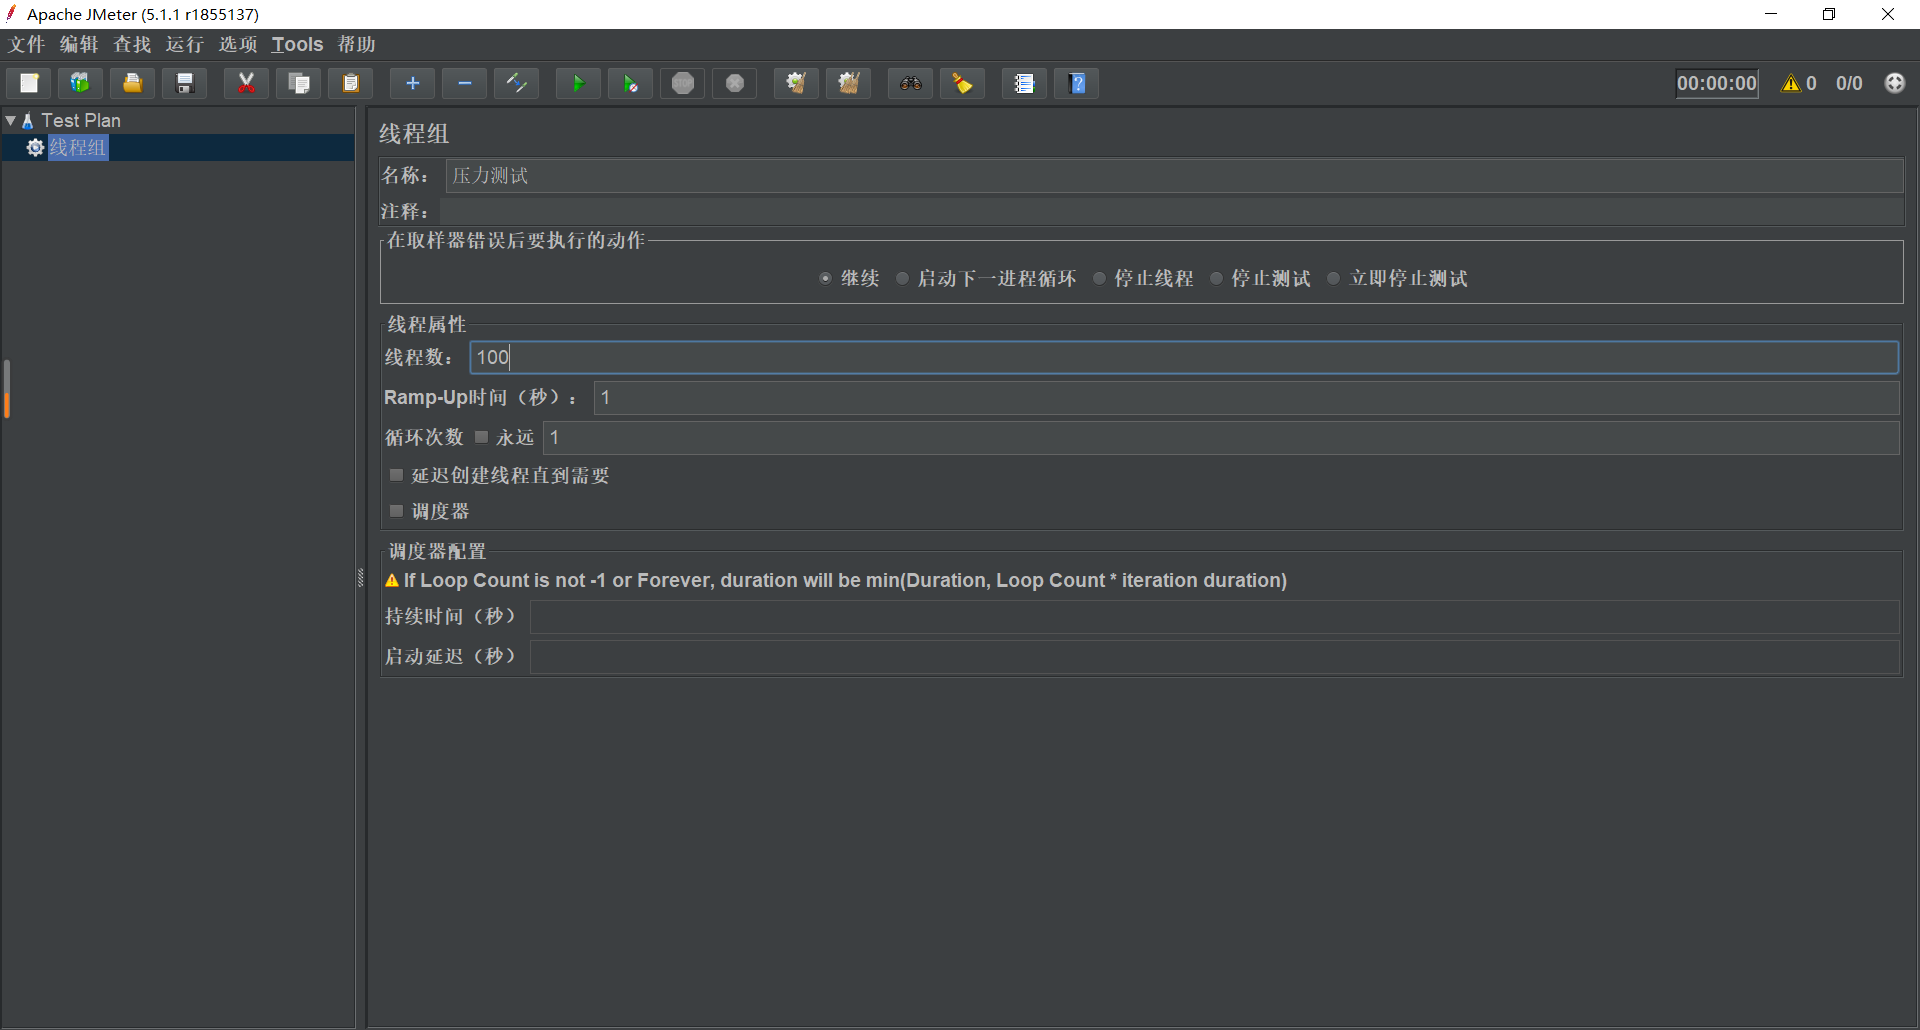 Apache JMeter (5.1.1 r1855137)
文件 编辑 查找 运行 选项 Tools 帮助
STOP
00:00:00 0 0/0
Test Plan
线程组
线程组
名称： 压力测试
注释：
在取样器错误后要执行的动作
继续 启动下一进程循环 停止线程 停止测试 立即停止测试
线程属性
线程数： 100
Ramp-Up时间（秒）： 1
循环次数 永远 1
延迟创建线程直到需要
调度器
调度器配置
If Loop Count is not -1 or Forever, duration will be min(Duration, Loop Count * iteration duration)
持续时间（秒）
启动延迟（秒）